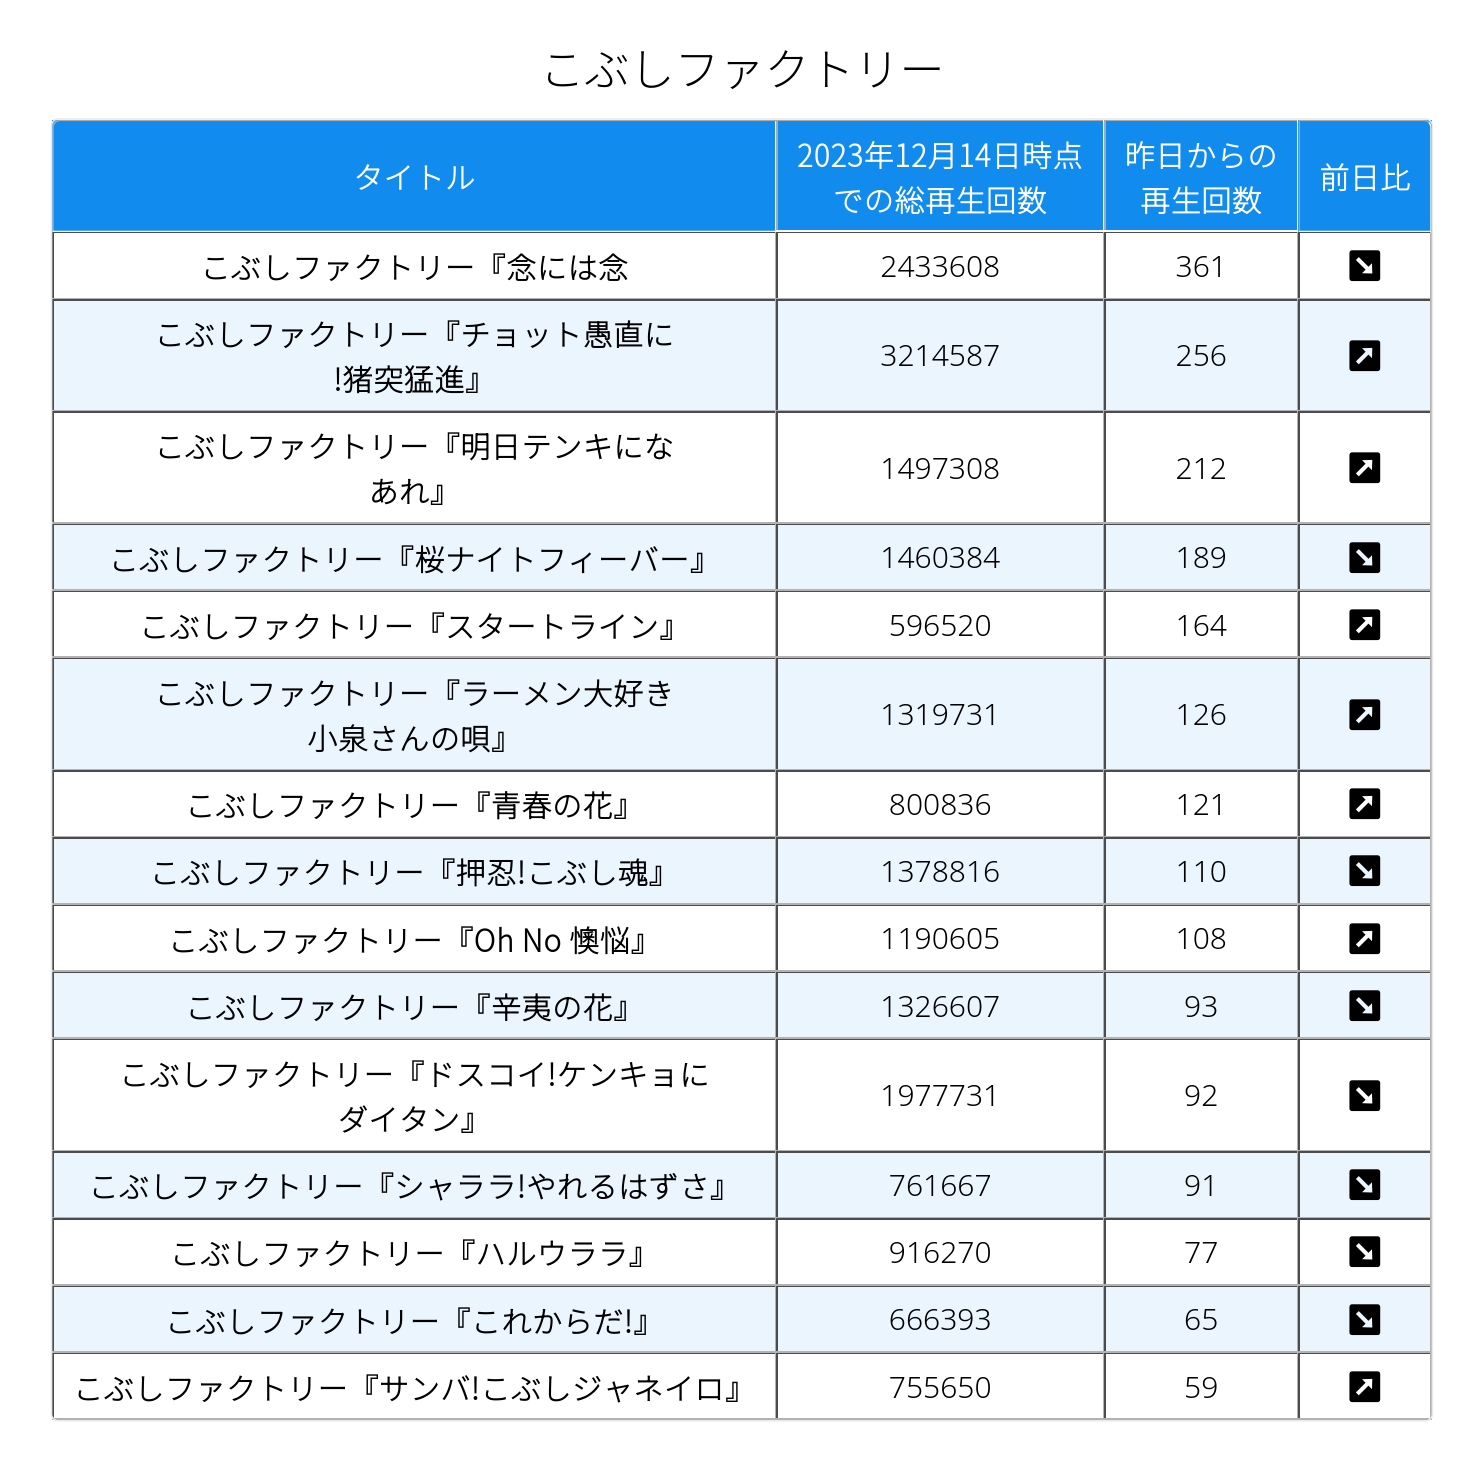 こぶしファクトリー
タイトル
2023年12月14日時点
での総再生回数
昨日からの
再生回数
前日比
こぶしファクトリー『念には念
2433608
361
こぶしファクトリー『チョット愚直に
!猪突猛進』
3214587
256
こぶしファクトリー『明日テンキにな
あれ』
1497308
212
こぶしファクトリー『桜ナイトフィーバー』
1460384
189
こぶしファクトリー『スタートライン』
596520
164
こぶしファクトリー『ラーメン大好き
小泉さんの唄』
1319731
126
こぶしファクトリー『青春の花』
800836
121
こぶしファクトリー『押忍!こぶし魂』
1378816
110
こぶしファクトリー『Oh No 懊悩』
1190605
108
こぶしファクトリー『辛夷の花』
1326607
93
こぶしファクトリー『ドスコイ!ケンキョに
ダイタン』
1977731
92
こぶしファクトリー『シャララ!やれるはずさ』
761667
91
こぶしファクトリー『ハルウララ』
916270
77
こぶしファクトリー『これからだ!』
666393
65
こぶしファクトリー『サンバ!こぶしジャネイロ』
755650
59